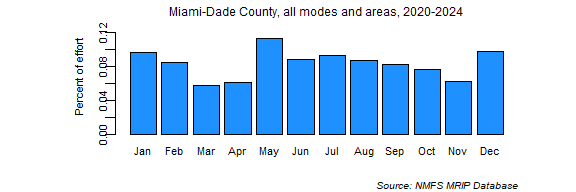 Miami-Dade County, all modes and areas, 2020-2024
Percent of effort
0.12
0.08
0.04
0.00
Jan Feb Mar Apr May Jun Jul Aug Sep Oct Nov Dec
Source: NMFS MRIP Database